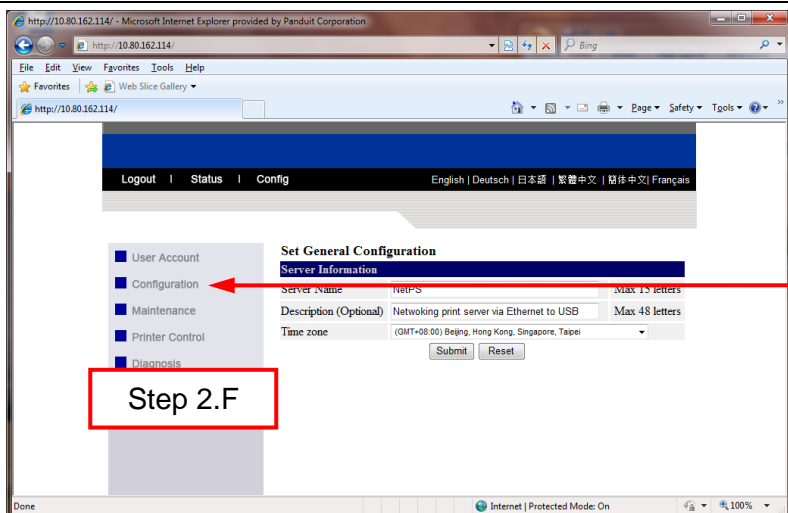 http://10.80.162.114/ - Microsoft Internet Explorer provided by Panduit Corporation
http://10.80.162.114/
Bing
File Edit View Favorites Tools Help
Favorites Web Slice Gallery
http://10.80.162.114/
Page Safety Tools
Logout | Status | Config
English | Deutsch | 日本語 | 繁體中文 | 簡体中文| Français
User Account
Configuration
Maintenance
Printer Control
Diagnosis
Set General Configuration
Server Information
Server Name NetPS Max 15 letters
Description (Optional) Netwoking print server via Ethernet to USB Max 48 letters
Time zone (GMT+08:00) Beijing, Hong Kong, Singapore, Taipei
Submit Reset
Step 2.F
Done Internet | Protected Mode: On 100%